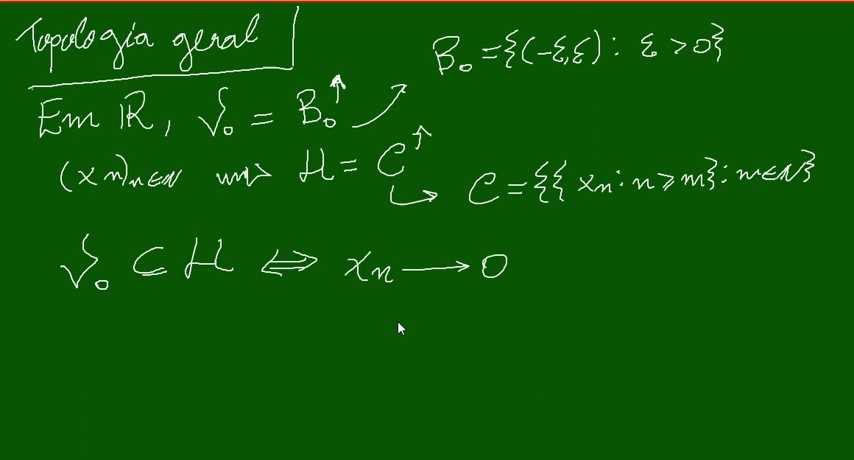 Topologia geral
B₀ = {(-ε,ε) : ε > 0}
Em ℝ, 𝒱₀ = B₀↑
(xn)n∈ℕ ⇝ H = C↑
C = {{xn : n ≥ m} : m ∈ ℕ}
𝒱₀ ⊂ H ⇔ xn → 0